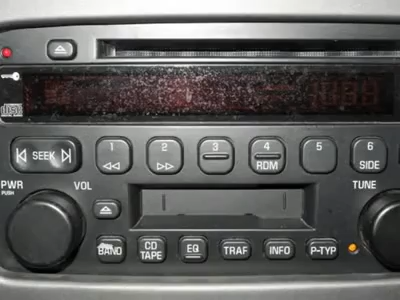 SEEK 1 2 3 4 5 6
RDM SIDE
PWR VOL TUNE
PUSH
BAND CD TAPE EQ TRAF INFO P-TYP